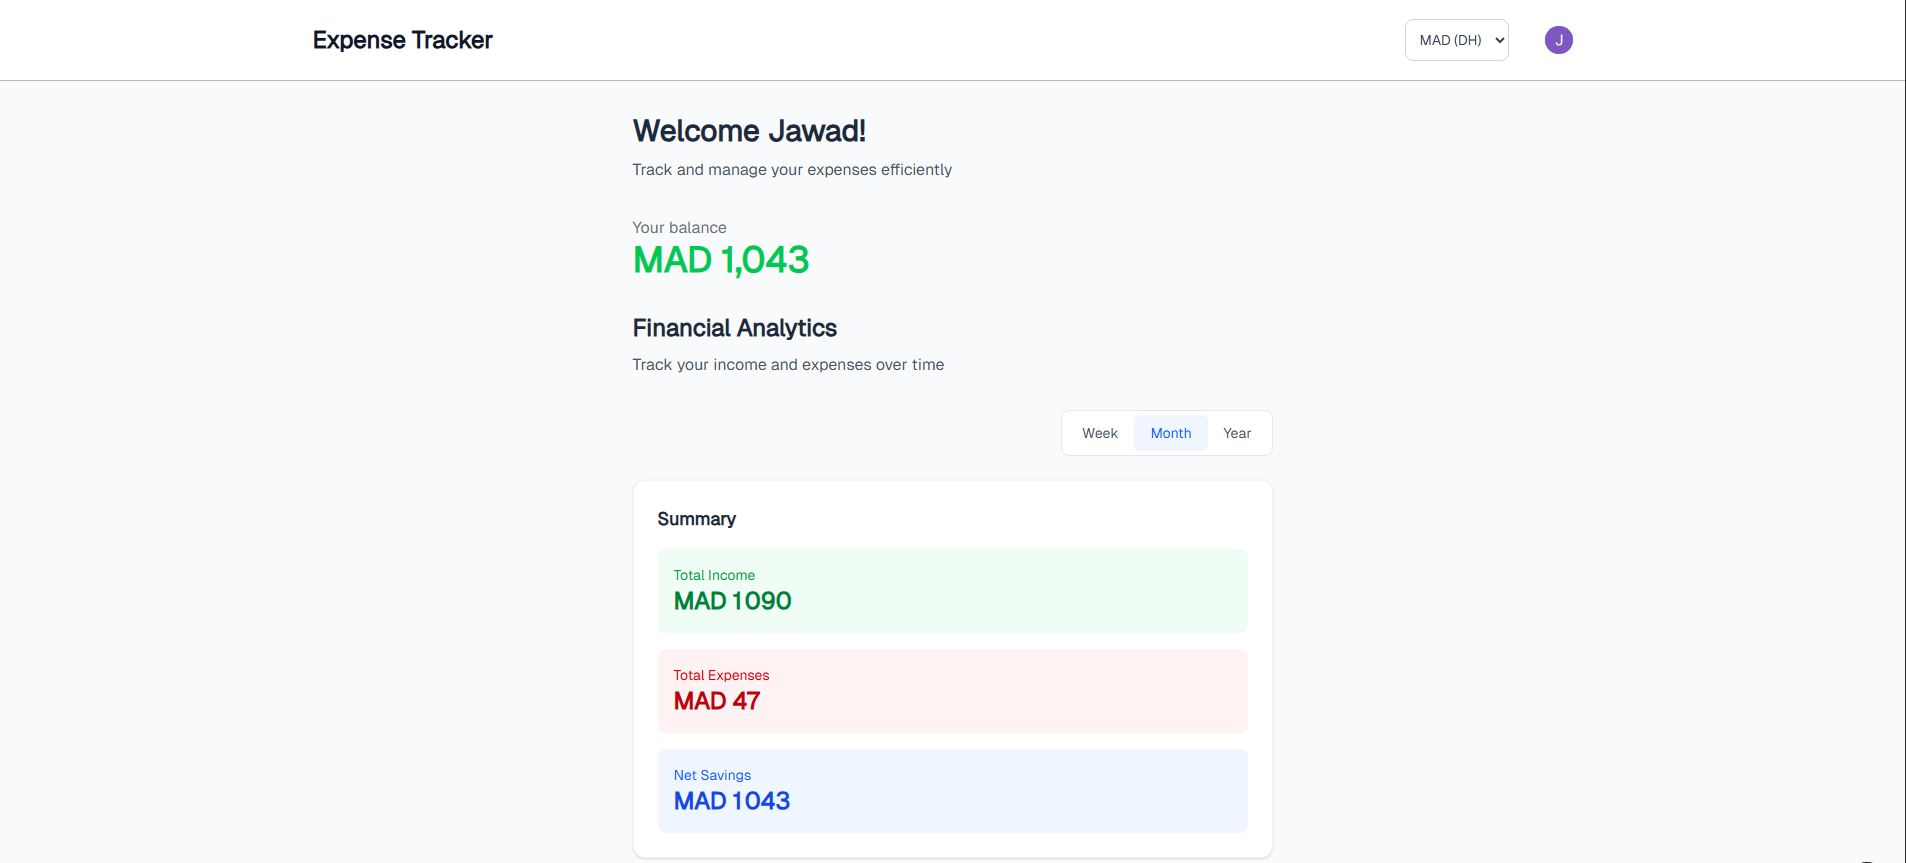 Expense Tracker
MAD (DH)
J
Welcome Jawad!
Track and manage your expenses efficiently
Your balance
MAD 1,043
Financial Analytics
Track your income and expenses over time
Week Month Year
Summary
Total Income
MAD 1090
Total Expenses
MAD 47
Net Savings
MAD 1043